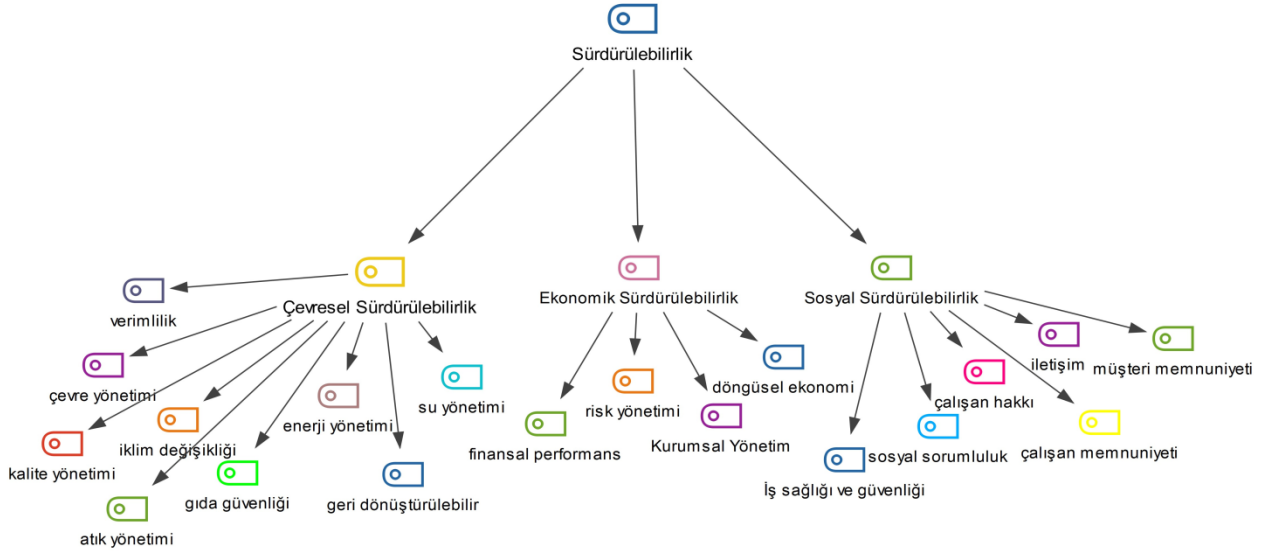 Sürdürülebilirlik
Çevresel Sürdürülebilirlik
Ekonomik Sürdürülebilirlik
Sosyal Sürdürülebilirlik
verimlilik
çevre yönetimi
kalite yönetimi
atık yönetimi
iklim değişikliği
gıda güvenliği
enerji yönetimi
geri dönüştürülebilir
su yönetimi
finansal performans
risk yönetimi
Kurumsal Yönetim
döngüsel ekonomi
İş sağlığı ve güvenliği
sosyal sorumluluk
çalışan hakkı
çalışan memnuniyeti
iletişim
müşteri memnuniyeti